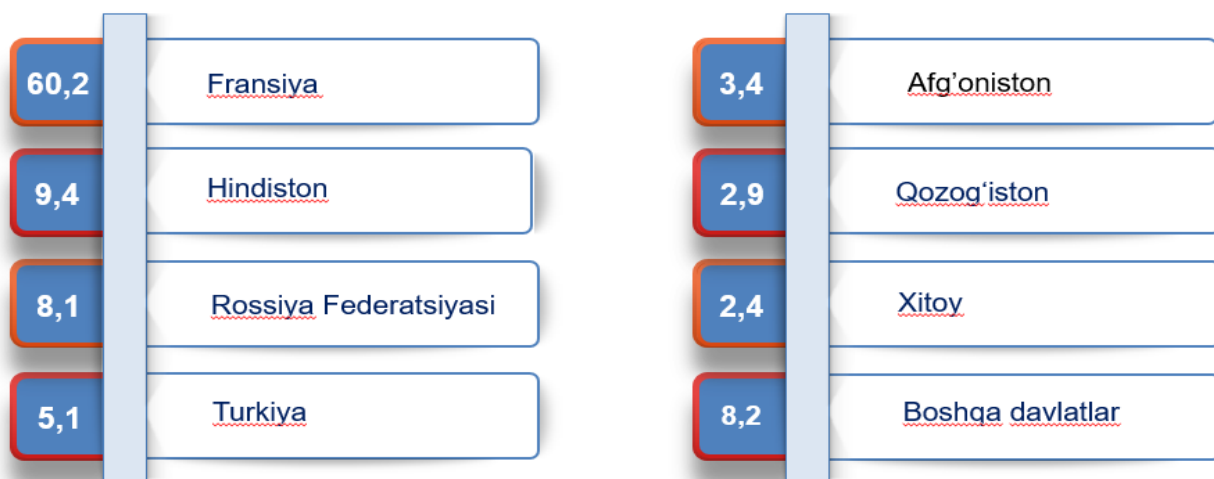 60,2 Fransiya
9,4 Hindiston
8,1 Rossiya Federatsiyasi
5,1 Turkiya
3,4 Afg’oniston
2,9 Qozog‘iston
2,4 Xitoy
8,2 Boshqa davlatlar